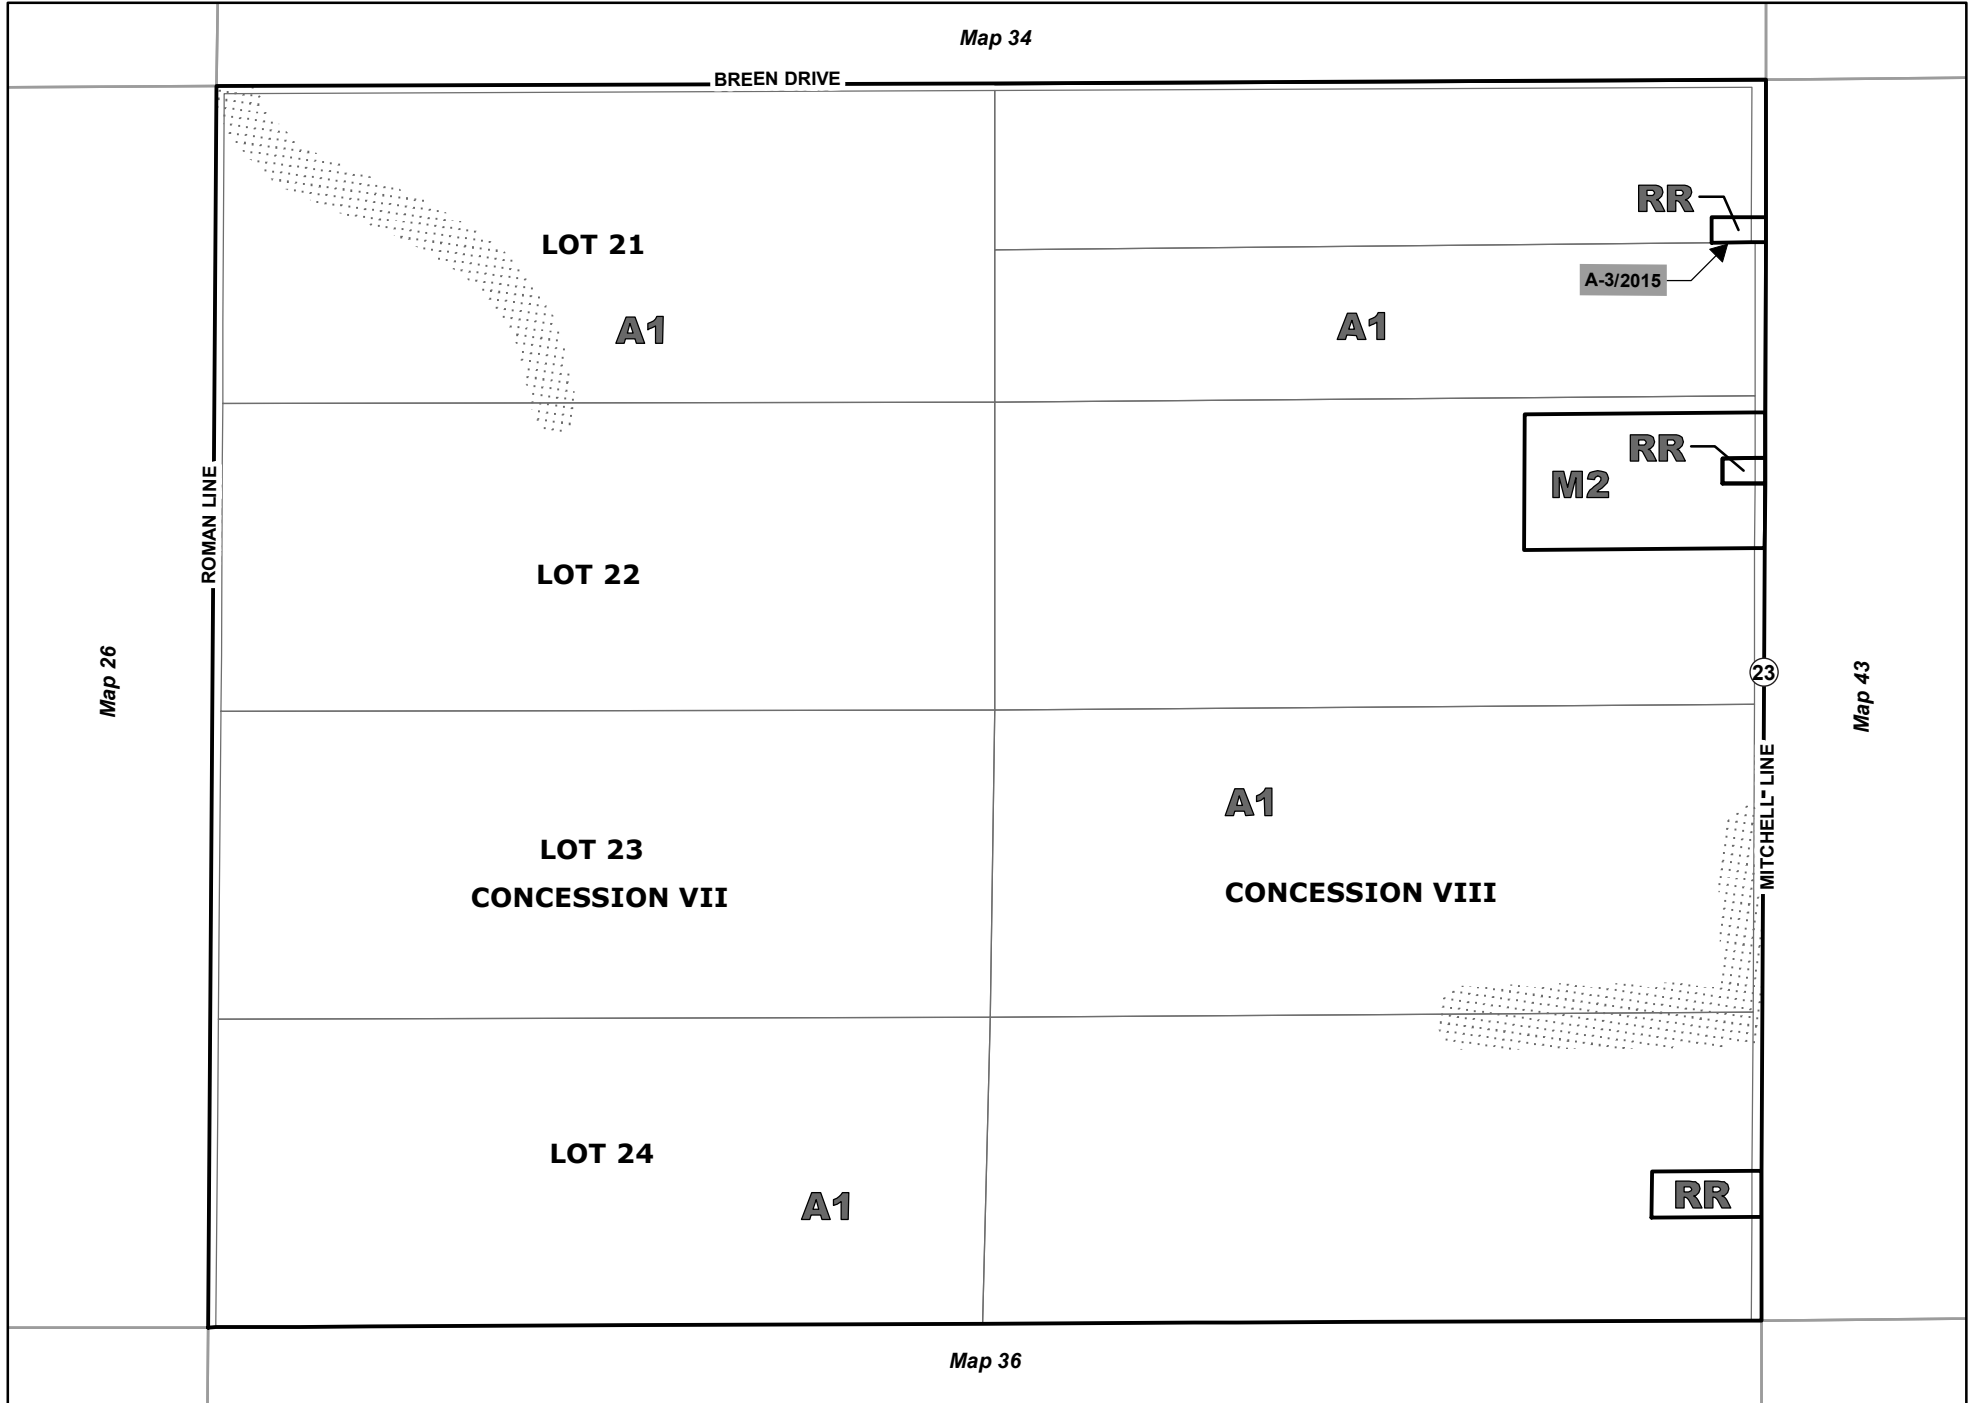 Map 34
BREEN DRIVE
RR
LOT 21
A-3/2015
A1
A1
RR
M2
ROMAN LINE
LOT 22
Map 26
23
Map 43
MITCHELL LINE
A1
LOT 23
CONCESSION VII
CONCESSION VIII
LOT 24
A1
RR
Map 36